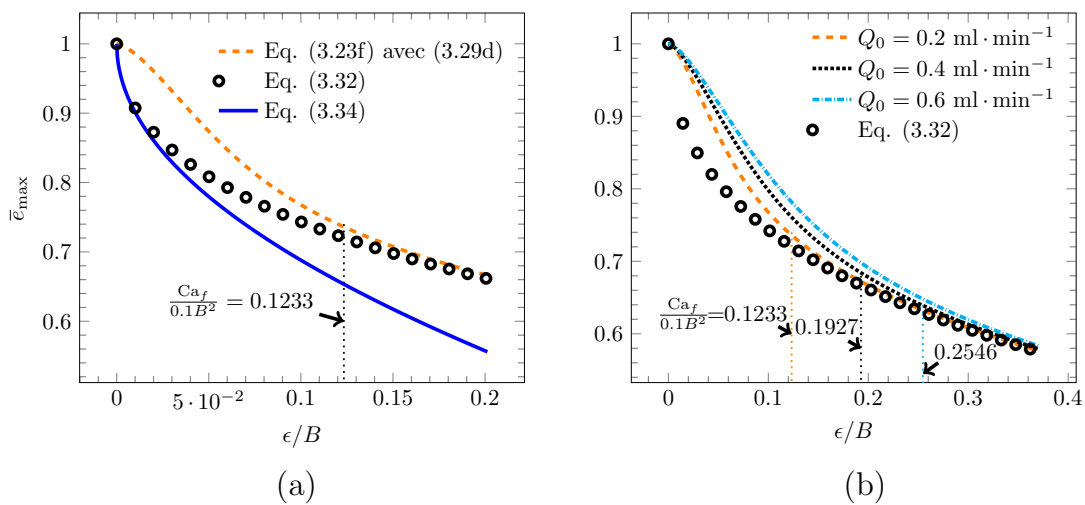 Eq. (3.23f) avec (3.29d)
Eq. (3.32)
Eq. (3.34)
1
0.9
0.8
0.7
0.6
ē_max
Ca_f/0.1B² = 0.1233
0
5·10⁻²
0.1
0.15
0.2
ϵ/B
(a)
Q₀ = 0.2 ml·min⁻¹
Q₀ = 0.4 ml·min⁻¹
Q₀ = 0.6 ml·min⁻¹
Eq. (3.32)
1
0.9
0.8
0.7
0.6
Ca_f/0.1B²=0.1233
0.1927
0.2546
0
0.1
0.2
0.3
0.4
ϵ/B
(b)